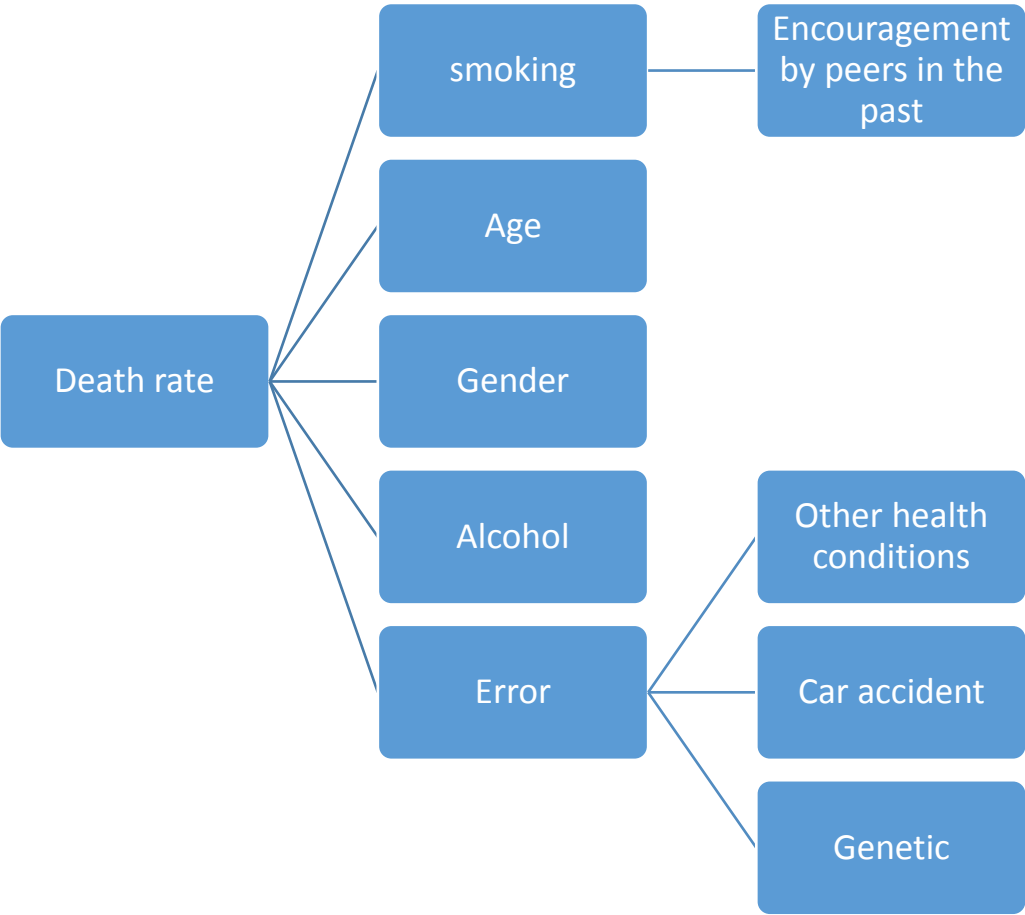 smoking
Encouragement
by peers in the
past
Age
Death rate
Gender
Alcohol
Other health
conditions
Error
Car accident
Genetic